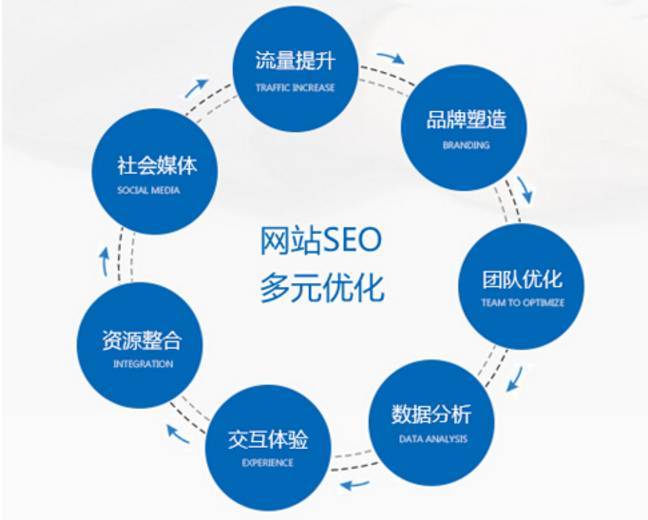 流量提升
TRAFFIC INCREASE
品牌塑造
BRANDING
社会媒体
SOCIAL MEDIA
网站SEO
多元优化
团队优化
TEAM TO OPTIMIZE
资源整合
INTEGRATION
数据分析
DATA ANALYSIS
交互体验
EXPERIENCE